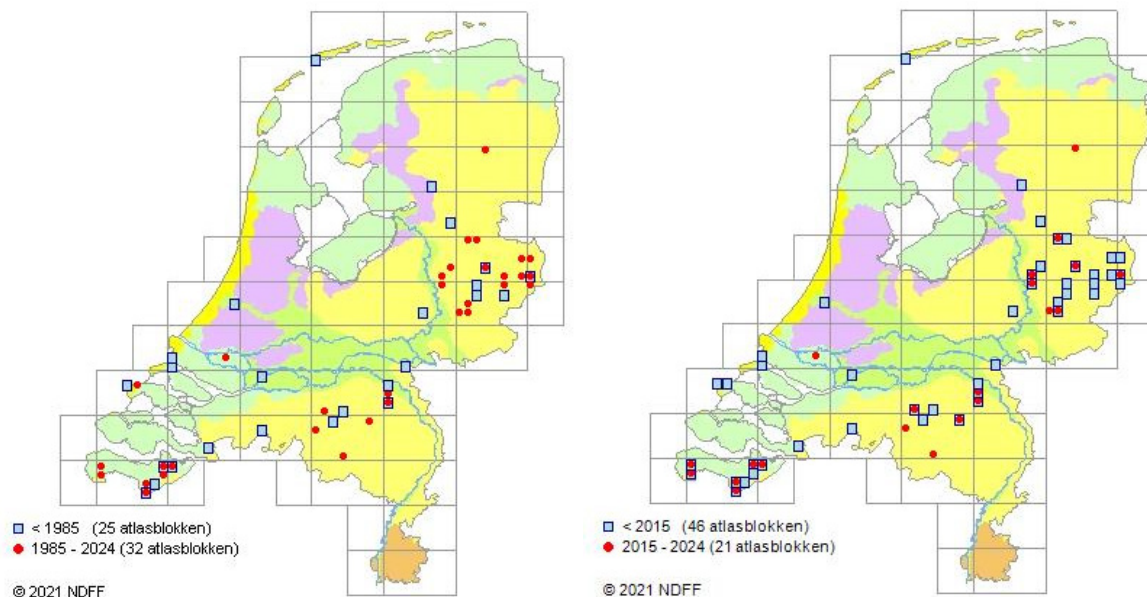 < 1985 (25 atlasblokken)
1985 - 2024 (32 atlasblokken)
© 2021 NDFF
< 2015 (46 atlasblokken)
2015 - 2024 (21 atlasblokken)
© 2021 NDFF